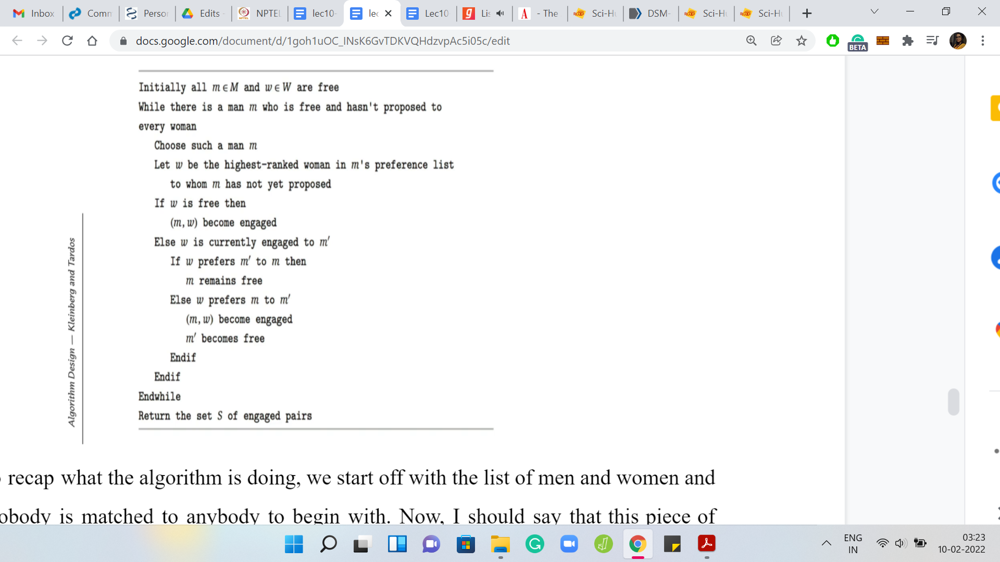 Inbox
Comm
Person
Edits -
NPTEL
lec10-
lec
Lec10
Lis
- The
Sci-Hu
DSM-
Sci-Hu
Sci-Hu
docs.google.com/document/d/1goh1uOC_INsK6GvTDKVQHdzvpAc5i05c/edit
BETA
Initially all m ∈ M and w ∈ W are free
While there is a man m who is free and hasn't proposed to
every woman
Choose such a man m
Let w be the highest-ranked woman in m's preference list
to whom m has not yet proposed
If w is free then
(m, w) become engaged
Else w is currently engaged to m′
If w prefers m′ to m then
m remains free
Else w prefers m to m′
(m, w) become engaged
m′ becomes free
Endif
Endif
Endwhile
Return the set S of engaged pairs
Algorithm Design — Kleinberg and Tardos
recap what the algorithm is doing, we start off with the list of men and women and
obody is matched to anybody to begin with. Now, I should say that this piece of
ENG
IN
03:23
10-02-2022